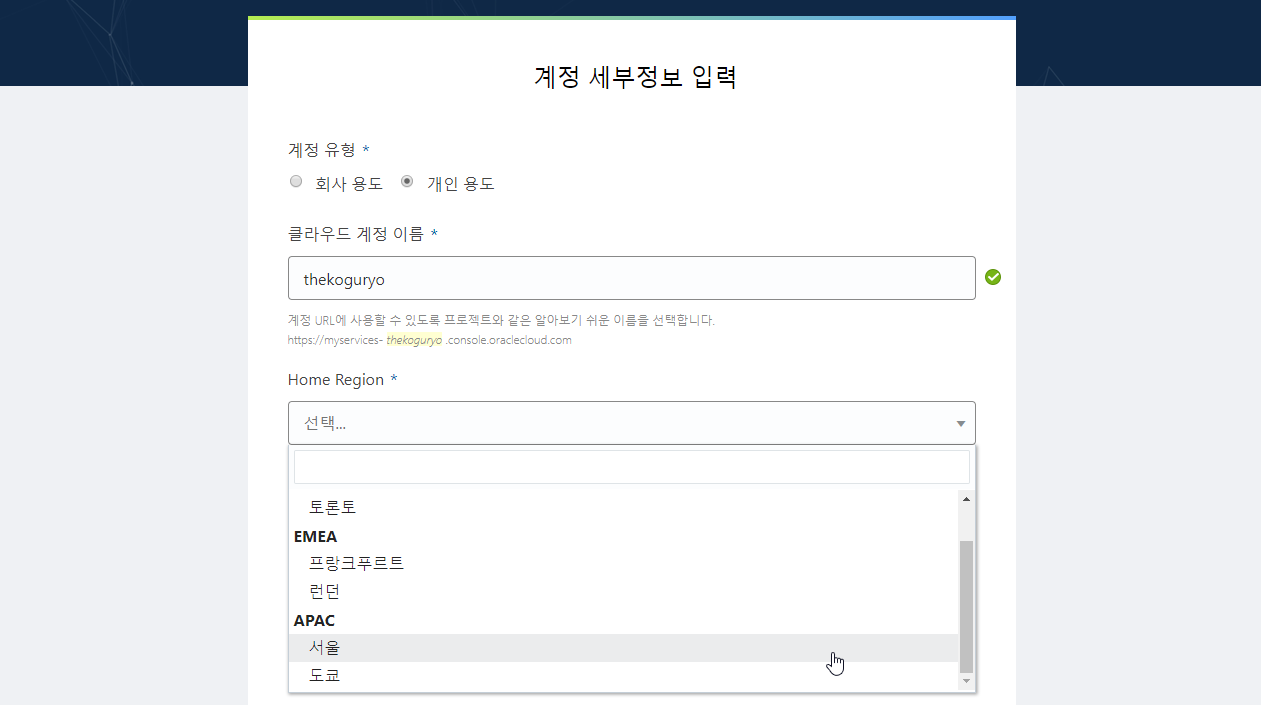 계정 세부정보 입력
계정 유형 *
회사 용도 개인 용도
클라우드 계정 이름 *
thekoguryo
계정 URL에 사용할 수 있도록 프로젝트와 같은 알아보기 쉬운 이름을 선택합니다.
https://myservices- thekoguryo .console.oraclecloud.com
Home Region *
선택...
토론토
EMEA
프랑크푸르트
런던
APAC
서울
도쿄